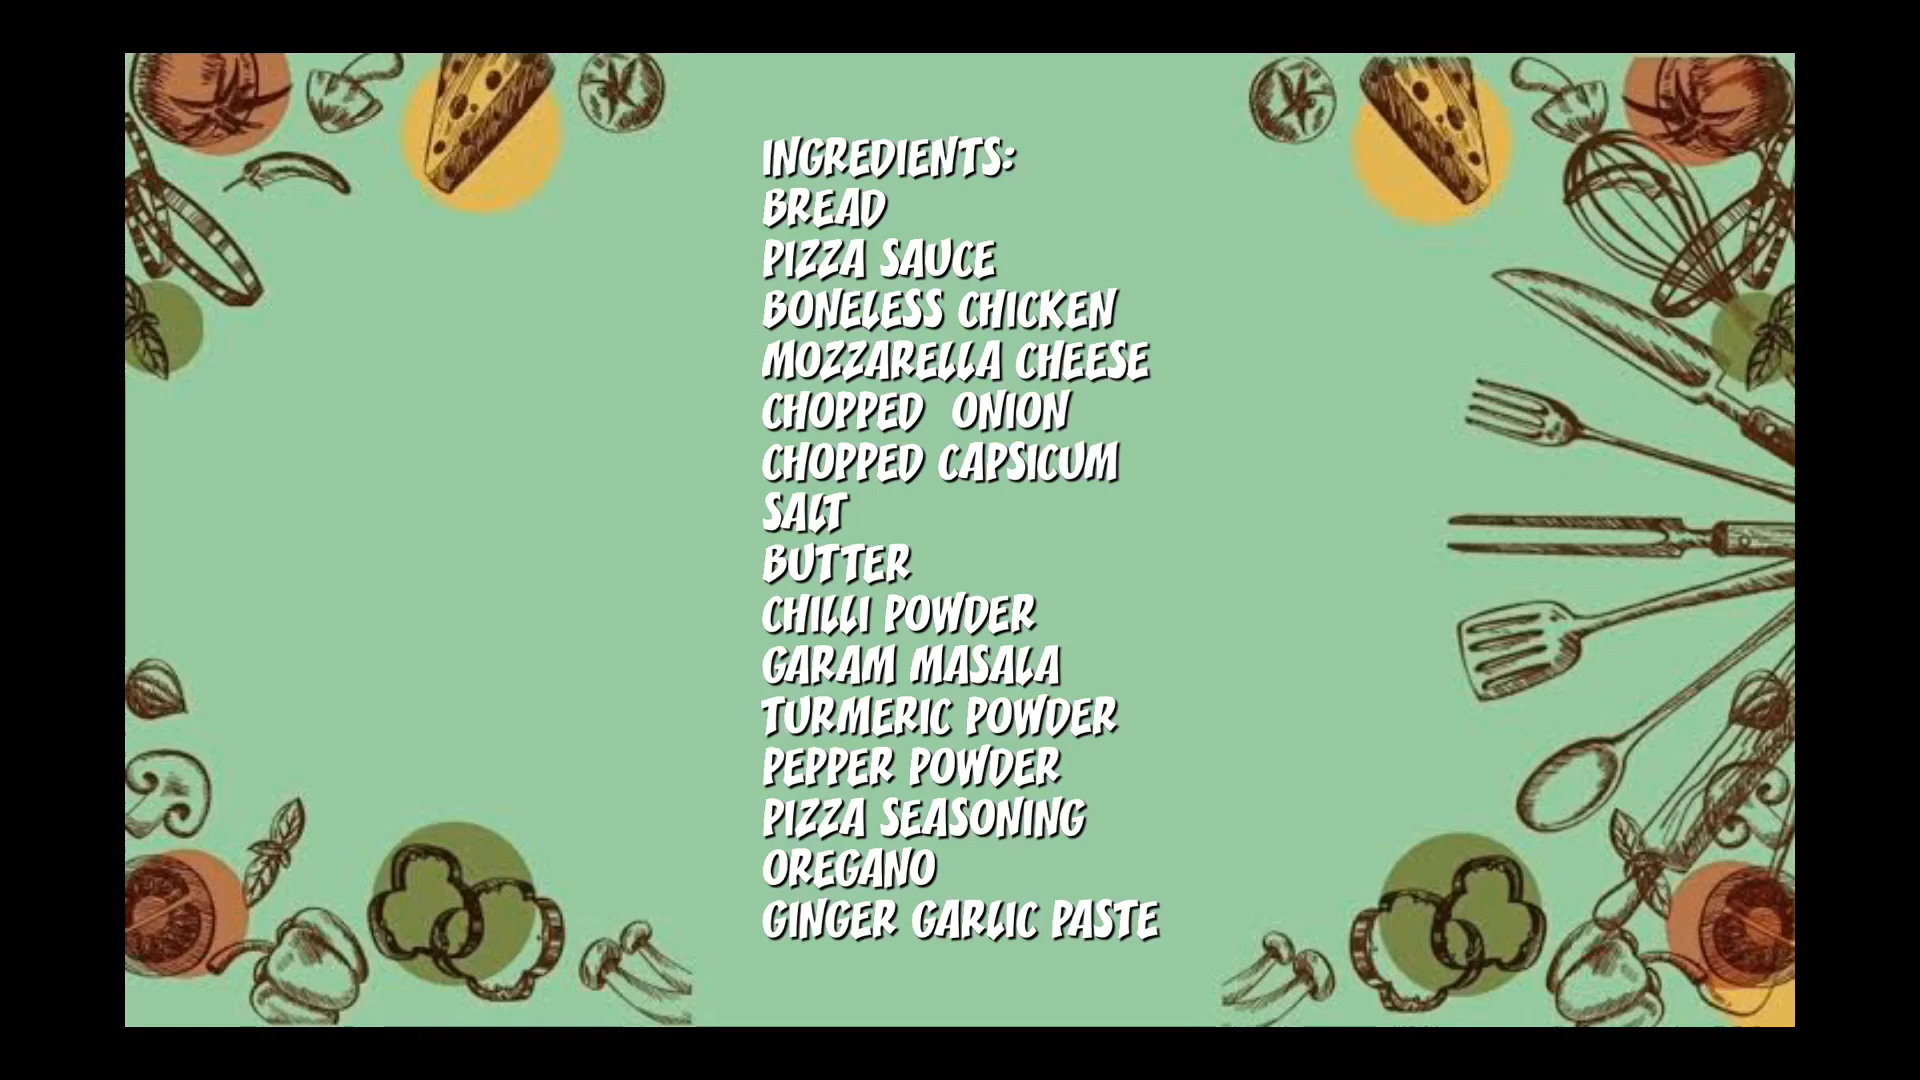 INGREDIENTS:
BREAD
PIZZA SAUCE
BONELESS CHICKEN
MOZZARELLA CHEESE
CHOPPED  ONION
CHOPPED CAPSICUM
SALT
BUTTER
CHILLI POWDER
GARAM MASALA
TURMERIC POWDER
PEPPER POWDER
PIZZA SEASONING
OREGANO
GINGER GARLIC PASTE